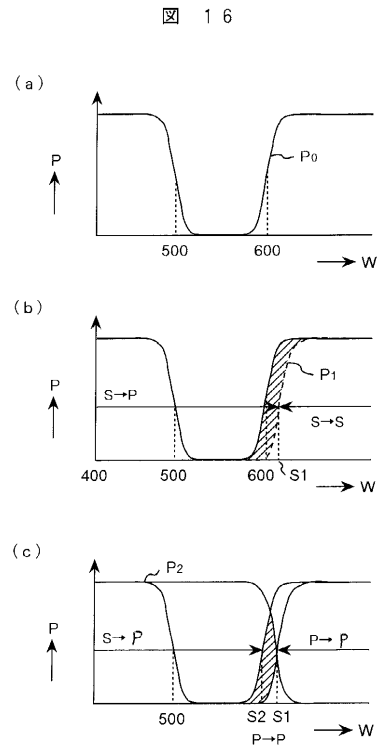 図 16
(a)
P
P0
500 600
W
(b)
P
S→P
P1
S→S
400 500 600 S1
W
(c)
P2
P
S→P
P→P
500 S2 S1
P→P
W